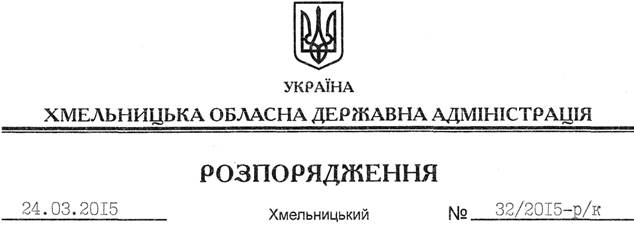 УКРАЇНА
ХМЕЛЬНИЦЬКА ОБЛАСНА ДЕРЖАВНА АДМІНІСТРАЦІЯ
РОЗПОРЯДЖЕННЯ
24.03.2015 Хмельницький № 32/2015-р/к